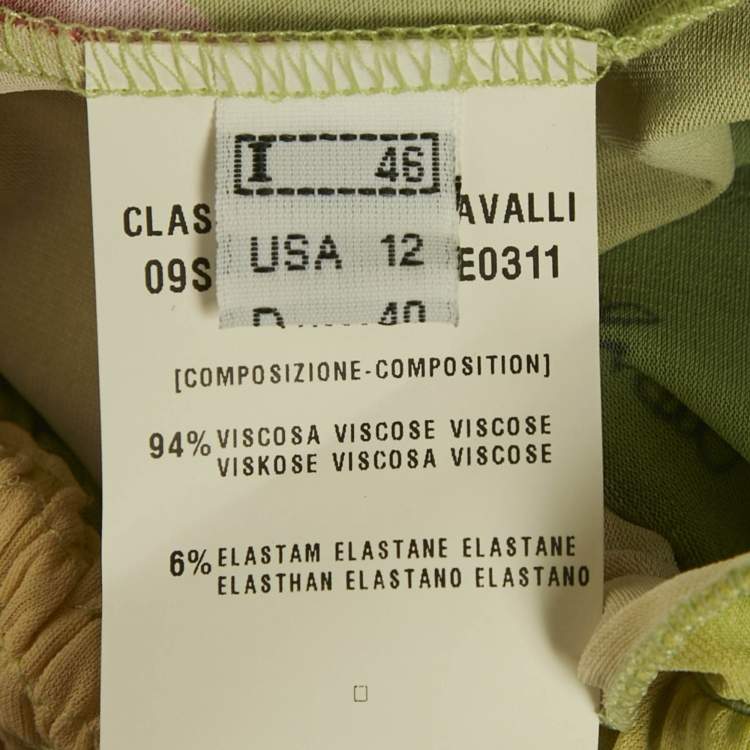 I 46
CLAS AVALLI
USA 12
09S E0311
D 40
[COMPOSIZIONE-COMPOSITION]
94% VISCOSA VISCOSE VISCOSE
VISKOSE VISCOSA VISCOSE
6% ELASTAM ELASTANE ELASTANE
ELASTHAN ELASTANO ELASTANO